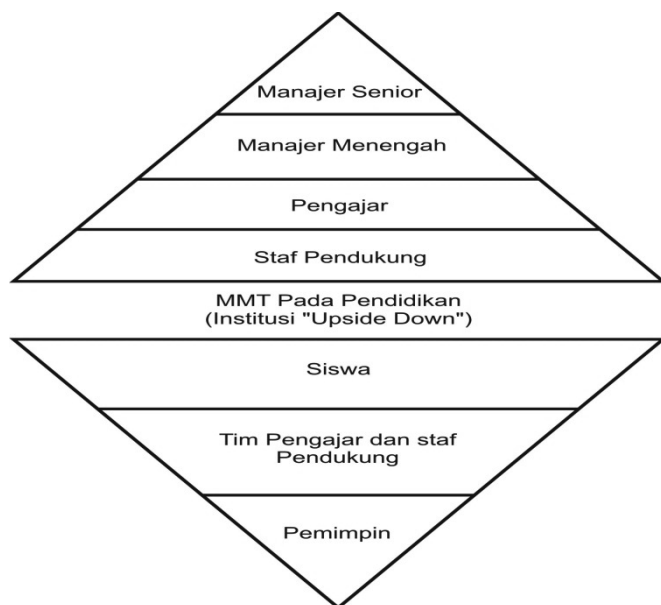 Manajer Senior
Manajer Menengah
Pengajar
Staf Pendukung
MMT Pada Pendidikan
(Institusi "Upside Down")
Siswa
Tim Pengajar dan staf
Pendukung
Pemimpin